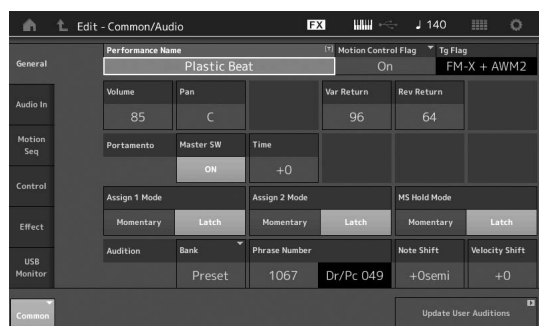 Edit - Common/Audio FX 140
Performance Name Motion Control Flag Tg Flag
General Plastic Beat On FM-X + AWM2
Volume Pan Var Return Rev Return
Audio In 85 C 96 64
Motion Seq Portamento Master SW Time
ON +0
Control
Assign 1 Mode Assign 2 Mode MS Hold Mode
Effect Momentary Latch Momentary Latch Momentary Latch
USB Monitor Audition Bank Phrase Number Note Shift Velocity Shift
Preset 1067 Dr/Pc 049 +0semi +0
Common Update User Auditions